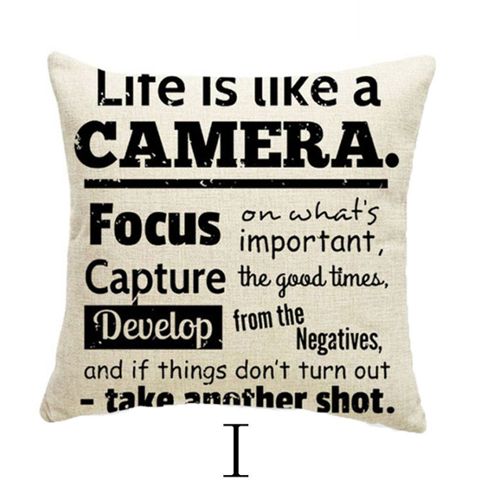 Life is like a
CAMERA.
Focus on what's
important,
Capture the good times,
Develop from the
Negatives,
and if things don't turn out
- take another shot.
I